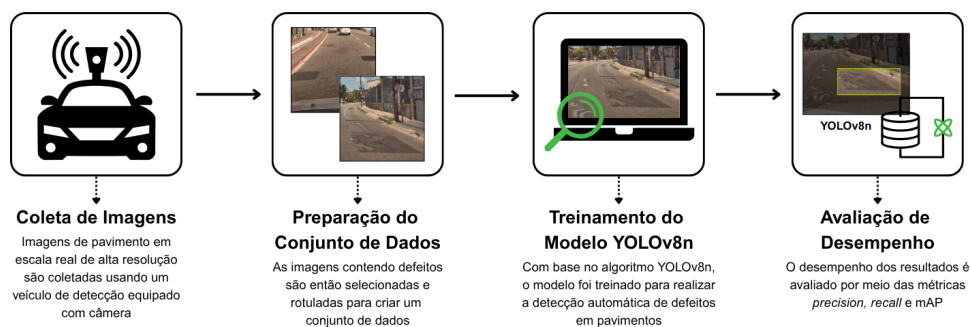 YOLOv8n
Coleta de Imagens
Imagens de pavimento em
escala real de alta resolução
são coletadas usando um
veículo de detecção equipado
com câmera
Preparação do
Conjunto de Dados
As imagens contendo defeitos
são então selecionadas e
rotuladas para criar um
conjunto de dados
Treinamento do
Modelo YOLOv8n
Com base no algoritmo YOLOv8n,
o modelo foi treinado para realizar
a detecção automática de defeitos
em pavimentos
Avaliação de
Desempenho
O desempenho dos resultados é
avaliado por meio das métricas
precision, recall e mAP